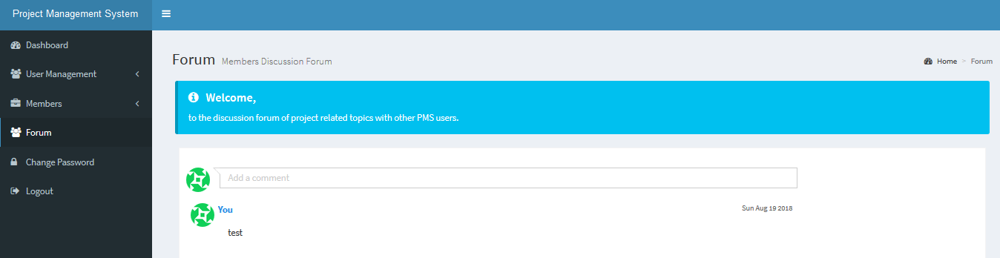 Project Management System
Dashboard
User Management
Members
Forum
Change Password
Logout
Forum Members Discussion Forum
Home > Forum
Welcome,
to the discussion forum of project related topics with other PMS users.
Add a comment
You Sun Aug 19 2018
test